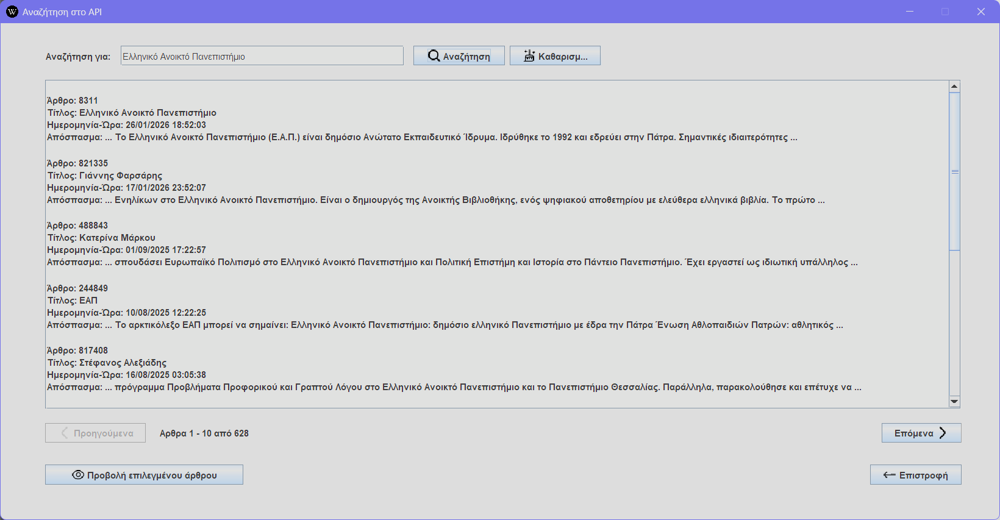 W Αναζήτηση στο API
Αναζήτηση για: Ελληνικό Ανοικτό Πανεπιστήμιο Αναζήτηση Καθαρισμ...
Άρθρο: 8311
Τίτλος: Ελληνικό Ανοικτό Πανεπιστήμιο
Ημερομηνία-Ώρα: 26/01/2026 18:52:03
Απόσπασμα: ... Το Ελληνικό Ανοικτό Πανεπιστήμιο (Ε.Α.Π.) είναι δημόσιο Ανώτατο Εκπαιδευτικό Ίδρυμα. Ιδρύθηκε το 1992 και εδρεύει στην Πάτρα. Σημαντικές ιδιαιτερότητες ...
Άρθρο: 821335
Τίτλος: Γιάννης Φαρσάρης
Ημερομηνία-Ώρα: 17/01/2026 23:52:07
Απόσπασμα: ... Ενηλίκων στο Ελληνικό Ανοικτό Πανεπιστήμιο. Είναι ο δημιουργός της Ανοικτής Βιβλιοθήκης, ενός ψηφιακού αποθετηρίου με ελεύθερα ελληνικά βιβλία. Το πρώτο ...
Άρθρο: 488843
Τίτλος: Κατερίνα Μάρκου
Ημερομηνία-Ώρα: 01/09/2025 17:22:57
Απόσπασμα: ... σπουδάσει Ευρωπαϊκό Πολιτισμό στο Ελληνικό Ανοικτό Πανεπιστήμιο και Πολιτική Επιστήμη και Ιστορία στο Πάντειο Πανεπιστήμιο. Έχει εργαστεί ως ιδιωτική υπάλληλος ...
Άρθρο: 244849
Τίτλος: ΕΑΠ
Ημερομηνία-Ώρα: 10/08/2025 12:22:25
Απόσπασμα: ... Το αρκτικόλεξο ΕΑΠ μπορεί να σημαίνει: Ελληνικό Ανοικτό Πανεπιστήμιο: δημόσιο ελληνικό Πανεπιστήμιο με έδρα την Πάτρα Ένωση Αθλοπαιδιών Πατρών: αθλητικός ...
Άρθρο: 817408
Τίτλος: Στέφανος Αλεξιάδης
Ημερομηνία-Ώρα: 16/08/2025 03:05:38
Απόσπασμα: ... πρόγραμμα Προβλήματα Προφορικού και Γραπτού Λόγου στο Ελληνικό Ανοικτό Πανεπιστήμιο και το Πανεπιστήμιο Θεσσαλίας. Παράλληλα, παρακολούθησε και επέτυχε να ...
Προηγούμενα Αρθρα 1 - 10 από 628 Επόμενα
Προβολή επιλεγμένου άρθρου Επιστροφή